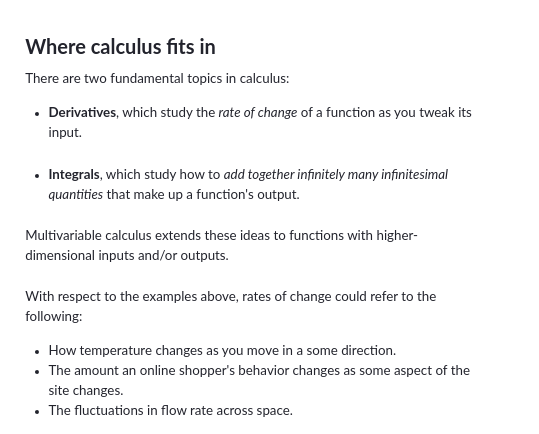 Where calculus fits in
There are two fundamental topics in calculus:
• Derivatives, which study the rate of change of a function as you tweak its
input.
• Integrals, which study how to add together infinitely many infinitesimal
quantities that make up a function's output.
Multivariable calculus extends these ideas to functions with higher-
dimensional inputs and/or outputs.
With respect to the examples above, rates of change could refer to the
following:
• How temperature changes as you move in a some direction.
• The amount an online shopper's behavior changes as some aspect of the
site changes.
• The fluctuations in flow rate across space.